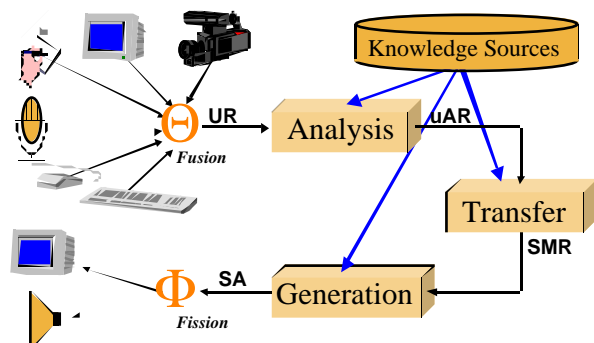 Knowledge Sources
Θ
UR
Fusion
Analysis
uAR
Transfer
SMR
Generation
SA
Φ
Fission